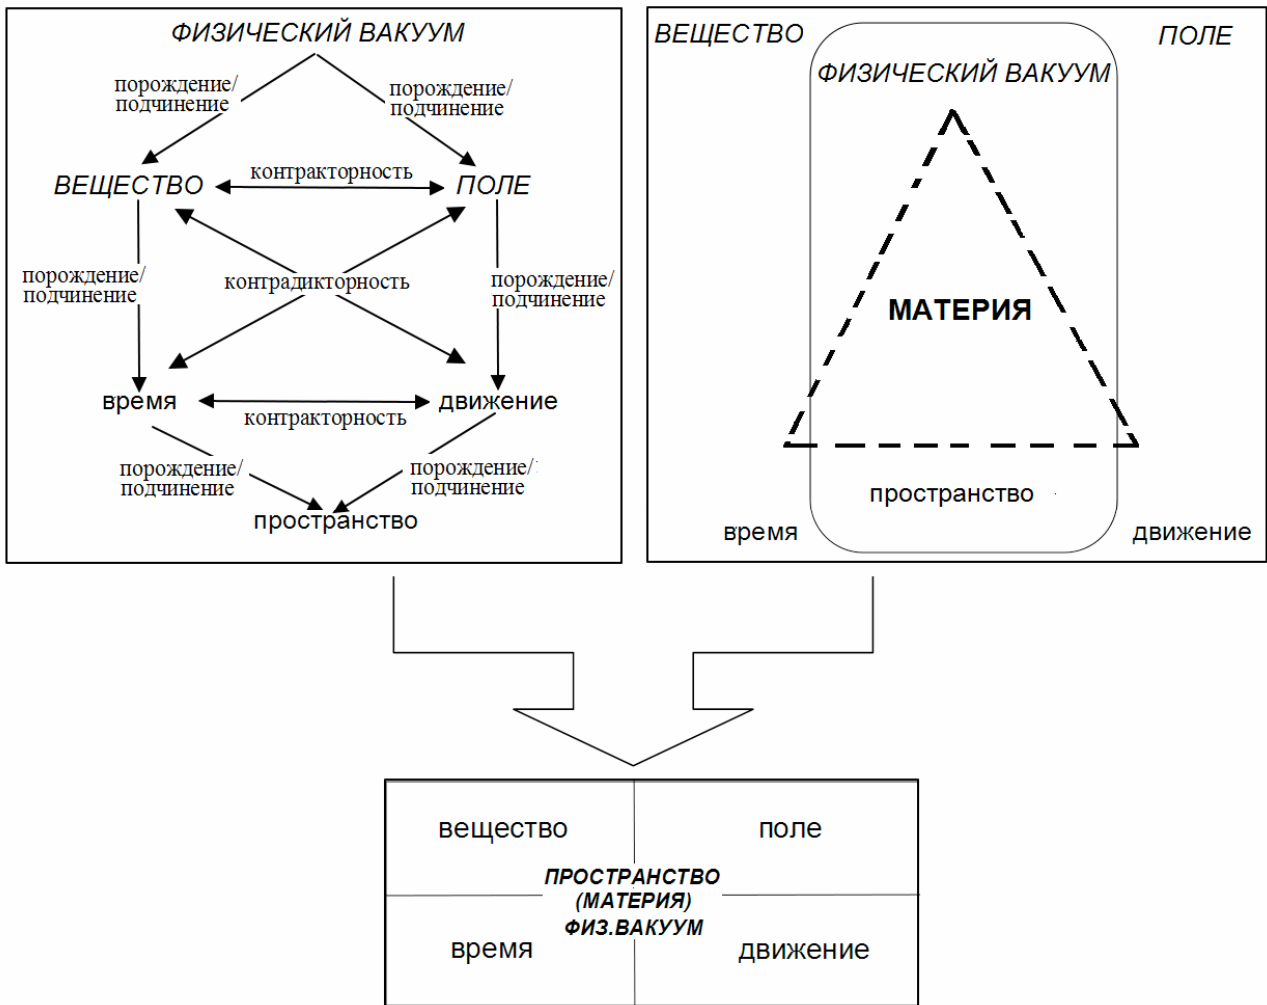 ФИЗИЧЕСКИЙ ВАКУУМ
порождение/
подчинение
порождение/
подчинение
контракторность
ВЕЩЕСТВО
ПОЛЕ
порождение/
подчинение
контрадикторность
порождение/
подчинение
время
движение
контракторность
порождение/
подчинение
порождение/
подчинение
пространство
ВЕЩЕСТВО
ПОЛЕ
ФИЗИЧЕСКИЙ ВАКУУМ
МАТЕРИЯ
пространство
время
движение
вещество
поле
ПРОСТРАНСТВО
(МАТЕРИЯ)
ФИЗ.ВАКУУМ
время
движение